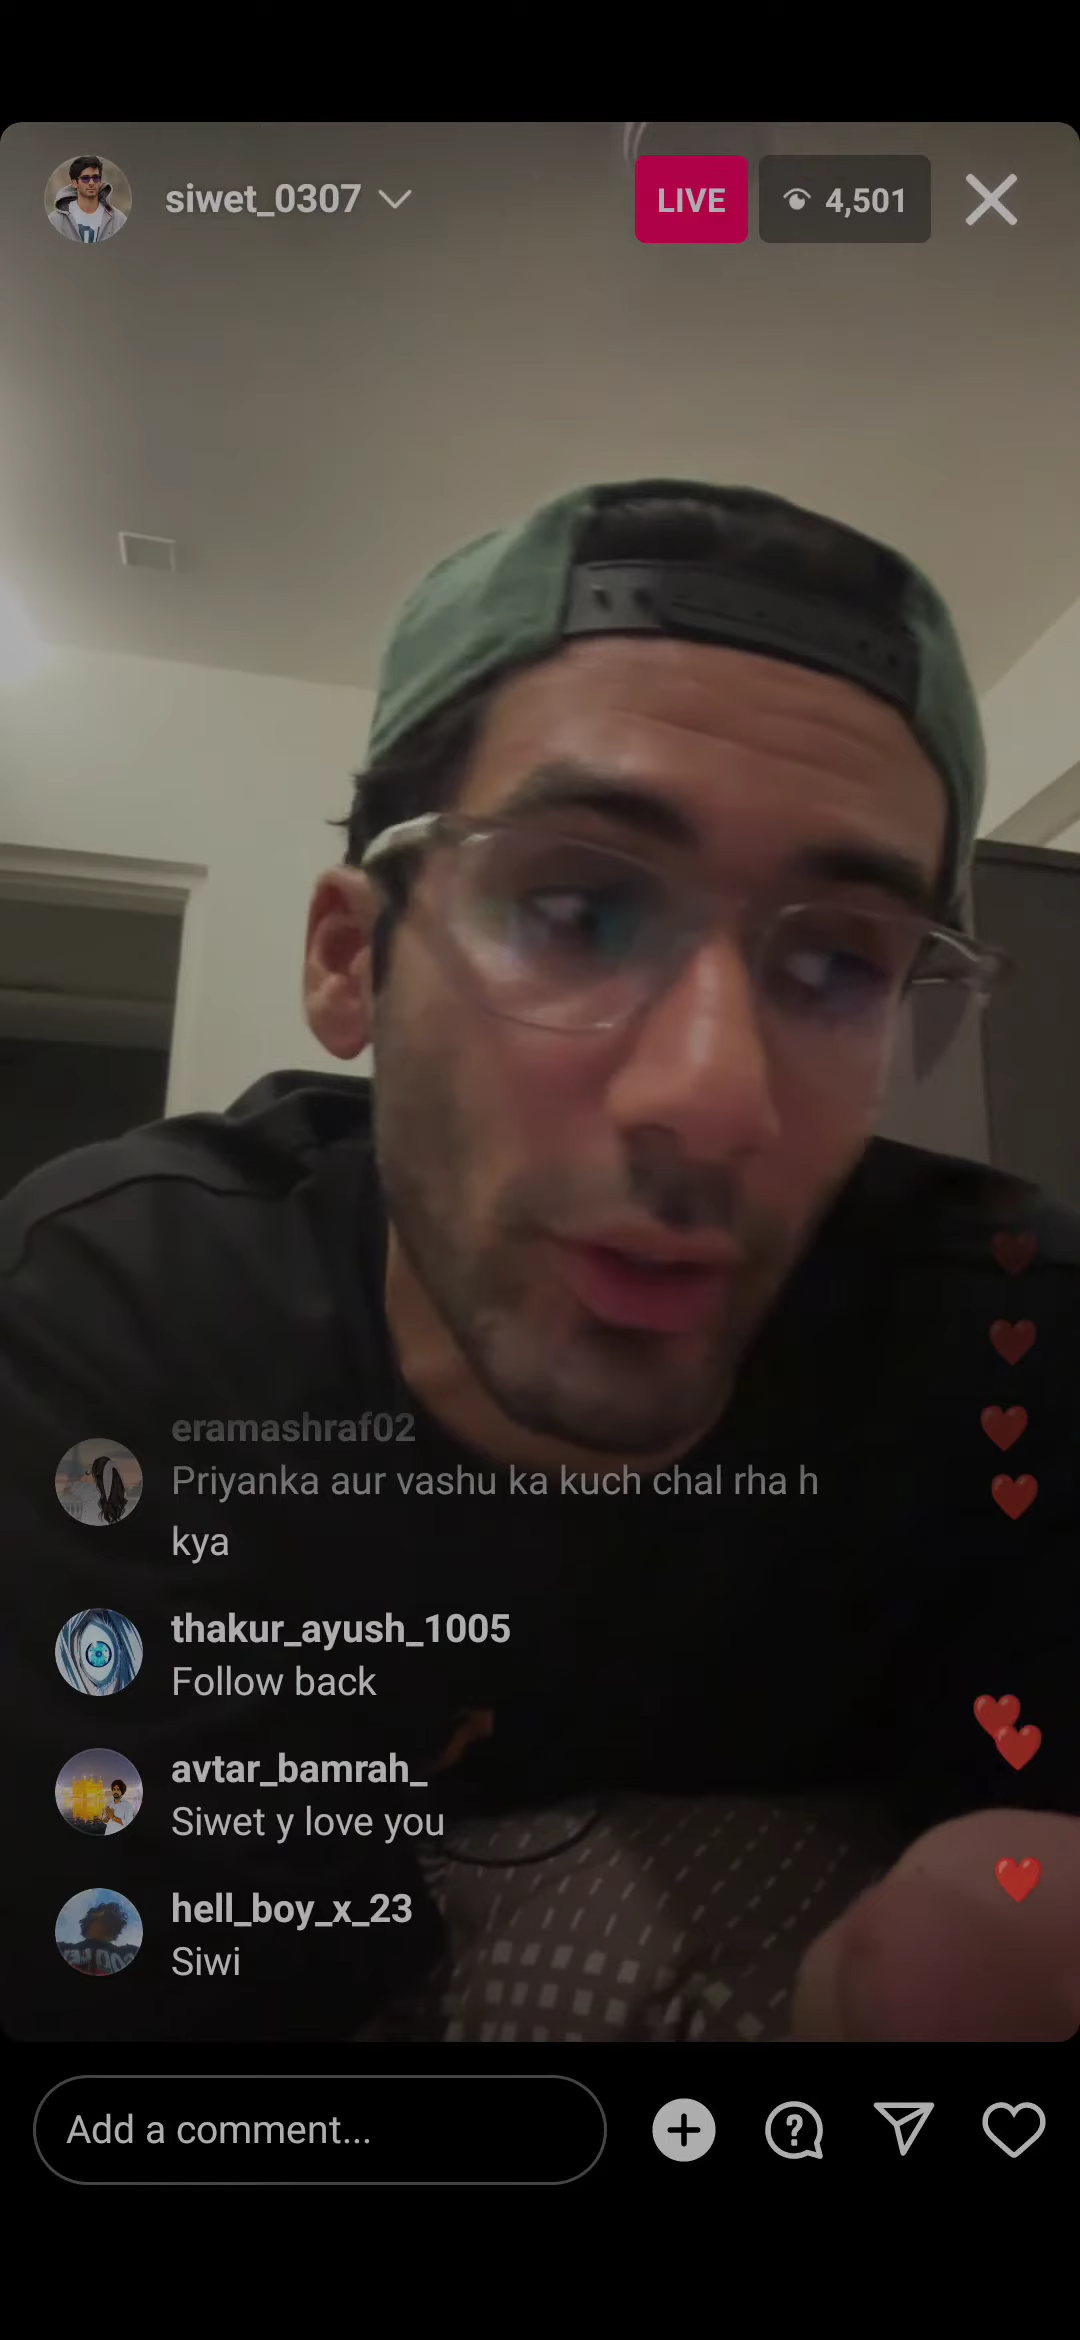 siwet_0307
LIVE
4,501
eramashraf02
Priyanka aur vashu ka kuch chal rha h
kya
thakur_ayush_1005
Follow back
avtar_bamrah_
Siwet y love you
hell_boy_x_23
Siwi
Add a comment...